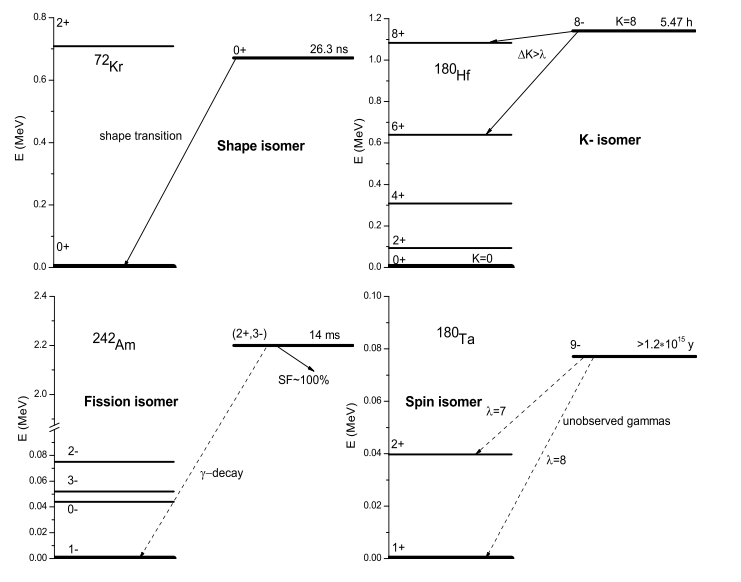 0.8
2+
0+
26.3 ns
72Kr
0.6
shape transition
Shape isomer
E (MeV)
0.4
0.2
0+
0.0
1.2
8-
K=8
5.47 h
8+
ΔK>λ
1.0
180Hf
0.8
6+
K- isomer
E (MeV)
0.6
0.4
4+
0.2
2+
0+
K=0
0.0
2.4
242Am
(2+,3-)
14 ms
2.2
SF~100%
2.0
Fission isomer
E (MeV)
2-
0.08
γ−decay
0.06
3-
0.04
0-
0.02
1-
0.00
0.10
180Ta
9-
>1.2*10^15 y
0.08
Spin isomer
λ=7
unobserved gammas
0.06
E (MeV)
2+
0.04
λ=8
0.02
1+
0.00